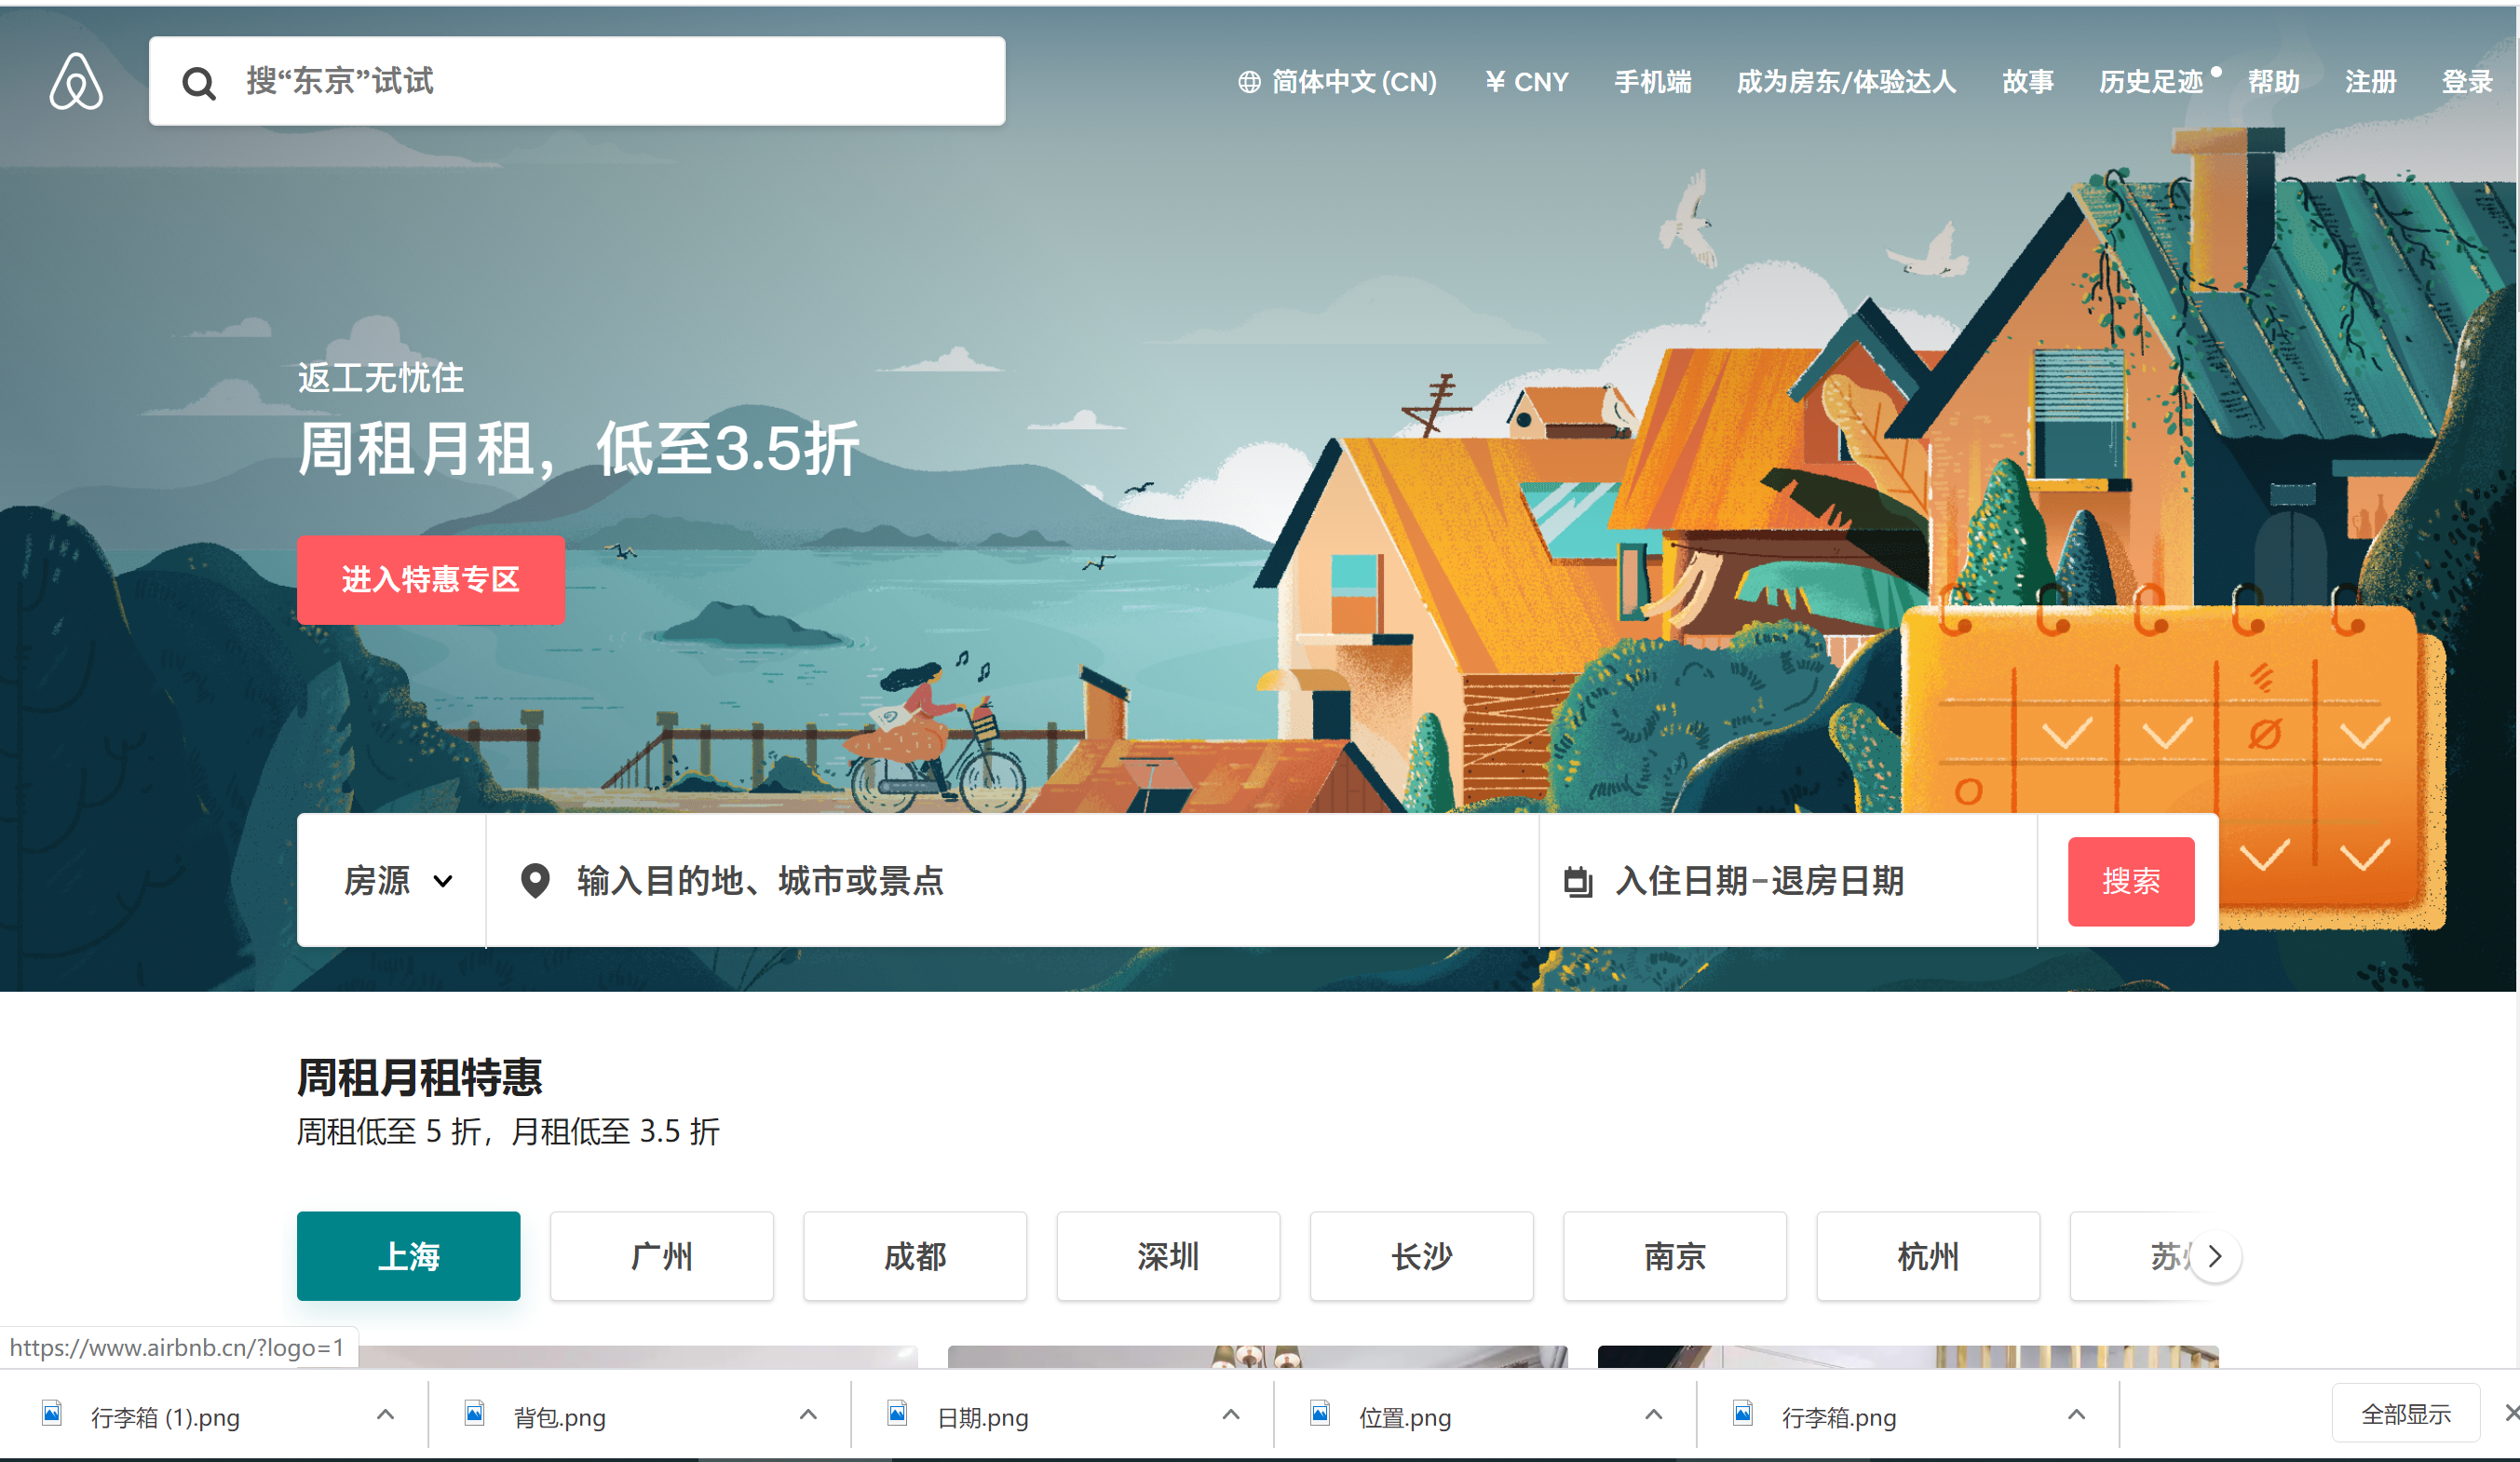 搜“东京”试试
简体中文 (CN)
¥ CNY
手机端
成为房东/体验达人
故事
历史足迹
帮助
注册
登录
返工无忧住
周租月租，低至3.5折
进入特惠专区
房源
输入目的地、城市或景点
入住日期-退房日期
搜索
周租月租特惠
周租低至 5 折，月租低至 3.5 折
上海
广州
成都
深圳
长沙
南京
杭州
苏
https://www.airbnb.cn/?logo=1
行李箱 (1).png
背包.png
日期.png
位置.png
行李箱.png
全部显示